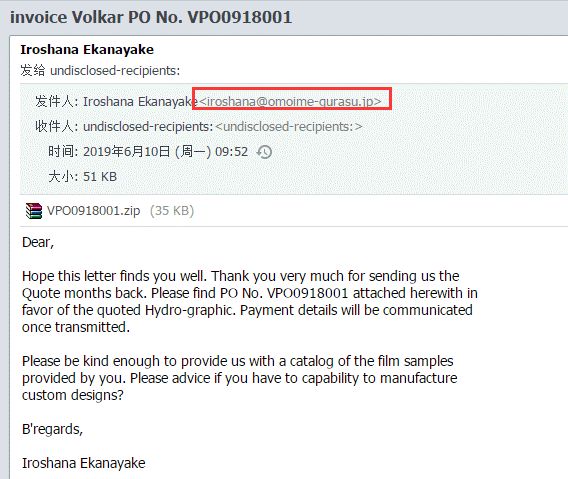 invoice Volkar PO No. VPO0918001
Iroshana Ekanayake
发给 undisclosed-recipients:
发件人: Iroshana Ekanayake<iroshana@omoime-gurasu.jp>
收件人: undisclosed-recipients:<undisclosed-recipients:>
时间: 2019年6月10日 (周一) 09:52
大小: 51 KB
VPO0918001.zip (35 KB)
Dear,
Hope this letter finds you well. Thank you very much for sending us the
Quote months back. Please find PO No. VPO0918001 attached herewith in
favor of the quoted Hydro-graphic. Payment details will be communicated
once transmitted.
Please be kind enough to provide us with a catalog of the film samples
provided by you. Please advice if you have to capability to manufacture
custom designs?
B'regards,
Iroshana Ekanayake